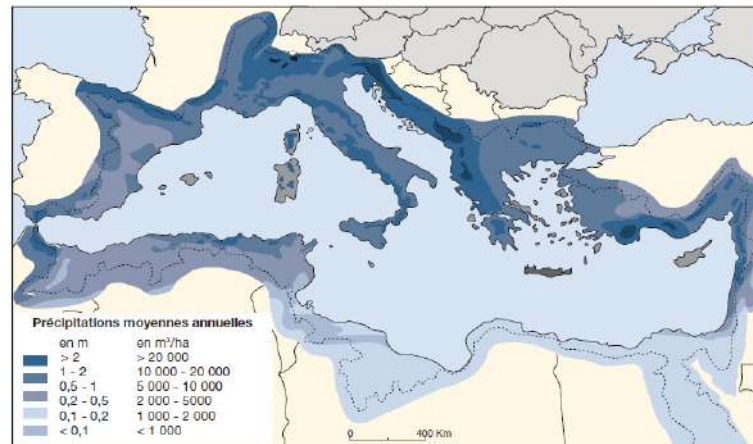 Précipitations moyennes annuelles
en m en m³/ha
> 2 > 20 000
1 - 2 10 000 - 20 000
0,5 - 1 5 000 - 10 000
0,2 - 0,5 2 000 - 5000
0,1 - 0,2 1 000 - 2 000
< 0,1 < 1 000
0 400 Km